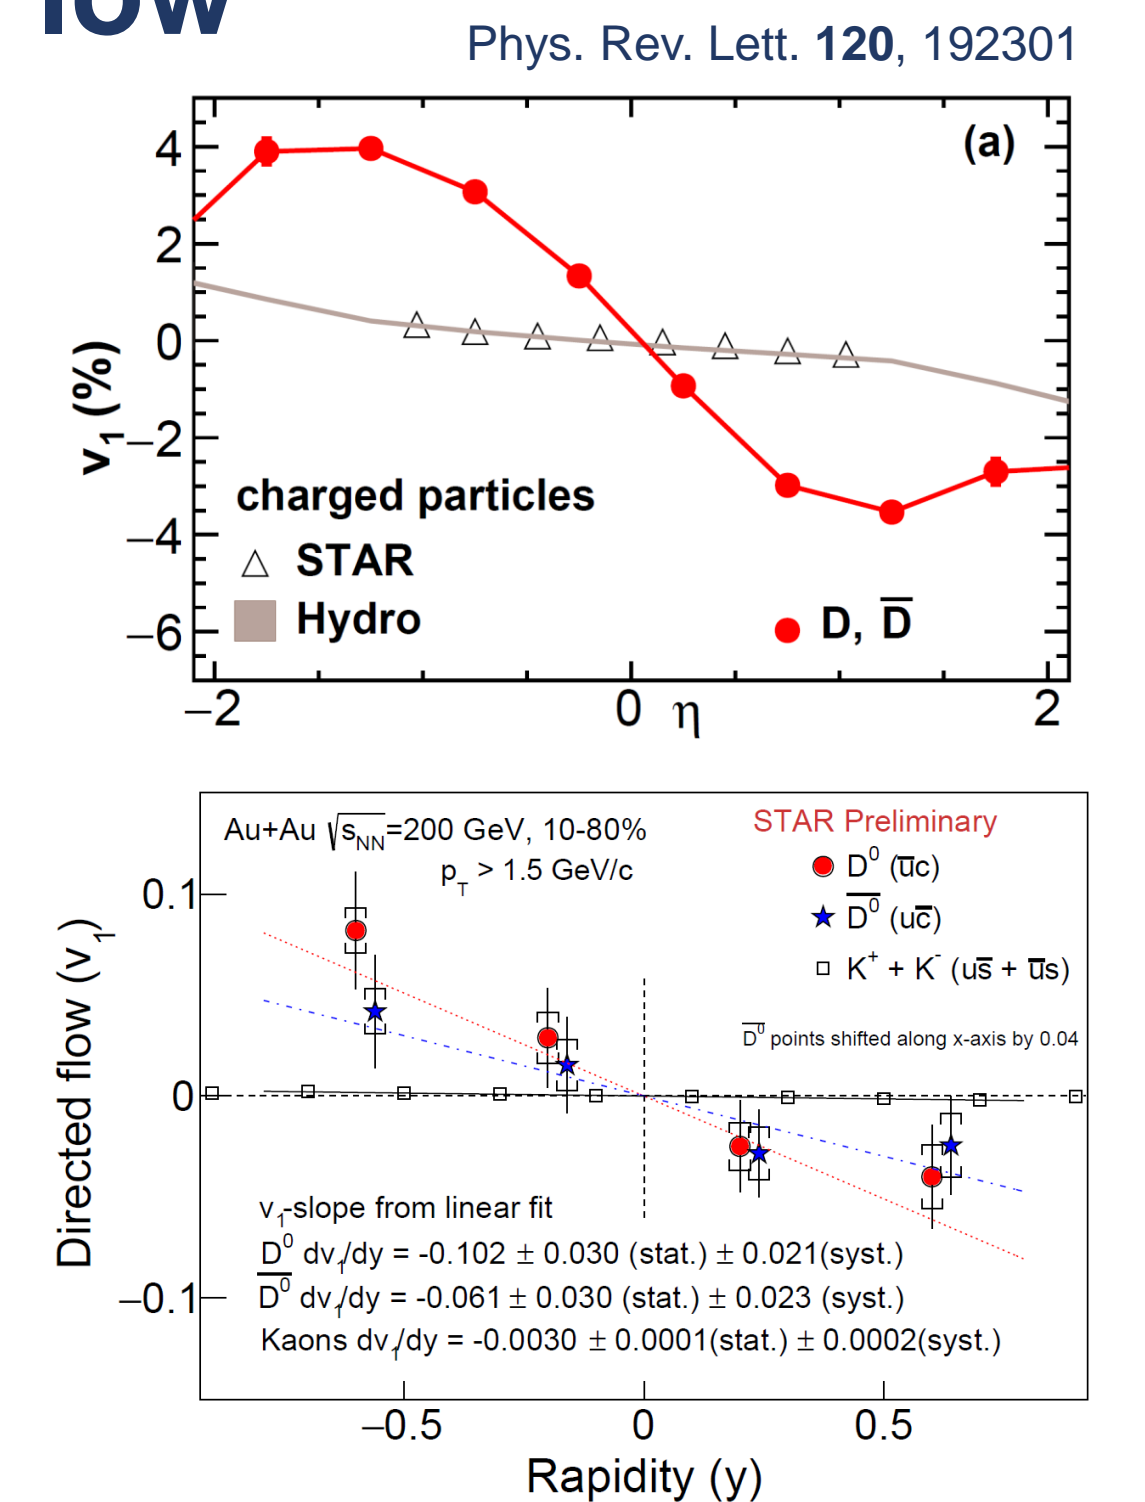 low
Phys. Rev. Lett. 120, 192301
(a)
4
2
0
−2
−4
−6
v1 (%)
charged particles
STAR
Hydro
D, D̅
−2 0 η 2
Au+Au √sNN=200 GeV, 10-80%
pT > 1.5 GeV/c
STAR Preliminary
D⁰ (u̅c)
D̅⁰ (uc̅)
K⁺ + K⁻ (us̅ + u̅s)
D̅⁰ points shifted along x-axis by 0.04
0.1
0
−0.1
Directed flow (v1)
v1-slope from linear fit
D⁰ dv1/dy = -0.102 ± 0.030 (stat.) ± 0.021(syst.)
D̅⁰ dv1/dy = -0.061 ± 0.030 (stat.) ± 0.023 (syst.)
Kaons dv1/dy = -0.0030 ± 0.0001(stat.) ± 0.0002(syst.)
−0.5 0 0.5
Rapidity (y)